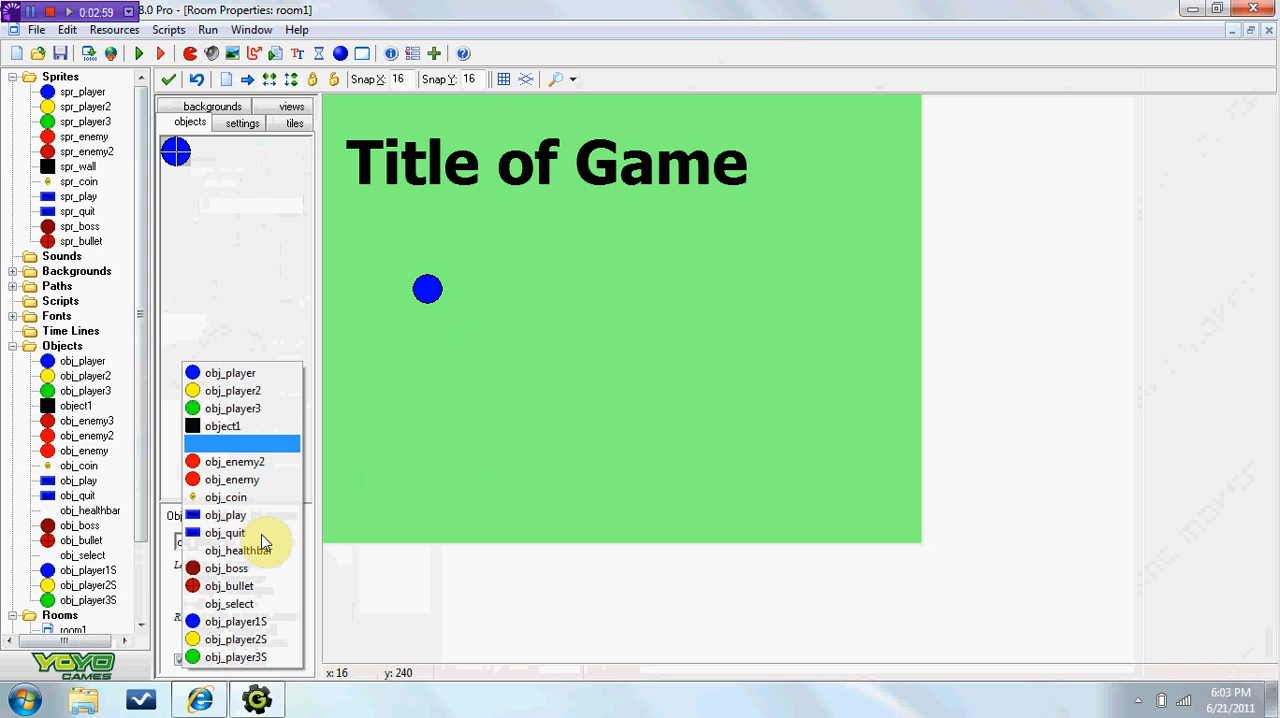 0:02:59
8.0 Pro - [Room Properties: room1]
File Edit Resources Scripts Run Window Help
Snap X: 16 Snap Y: 16
Sprites
spr_player
spr_player2
spr_player3
spr_enemy
spr_enemy2
spr_wall
spr_coin
spr_play
spr_quit
spr_boss
spr_bullet
Sounds
Backgrounds
Paths
Scripts
Fonts
Time Lines
Objects
obj_player
obj_player2
obj_player3
object1
obj_enemy3
obj_enemy2
obj_enemy
obj_coin
obj_play
obj_quit
obj_healthbar
obj_boss
obj_bullet
obj_select
obj_player1S
obj_player2S
obj_player3S
Rooms
room1
YOYO
GAMES
backgrounds views
objects settings tiles
obj_player
obj_player2
obj_player3
object1
obj_enemy2
obj_enemy
obj_coin
obj_play
obj_quit
obj_healthbar
obj_boss
obj_bullet
obj_select
obj_player1S
obj_player2S
obj_player3S
Title of Game
x: 16 y: 240
6:03 PM
6/21/2011